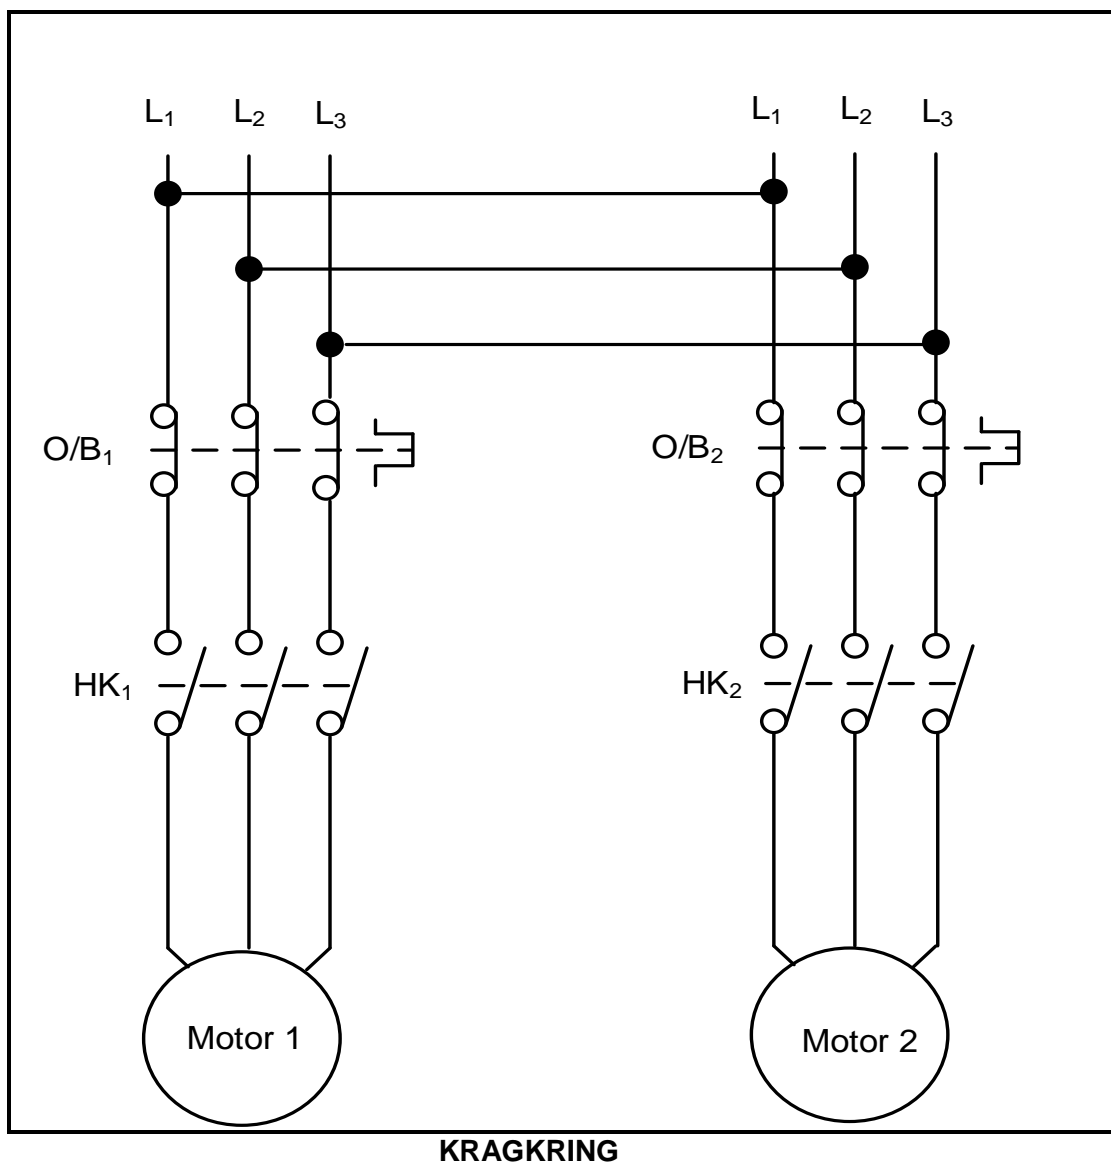 L₁ L₂ L₃ L₁ L₂ L₃
O/B₁ O/B₂
HK₁ HK₂
Motor 1 Motor 2
KRAGKRING